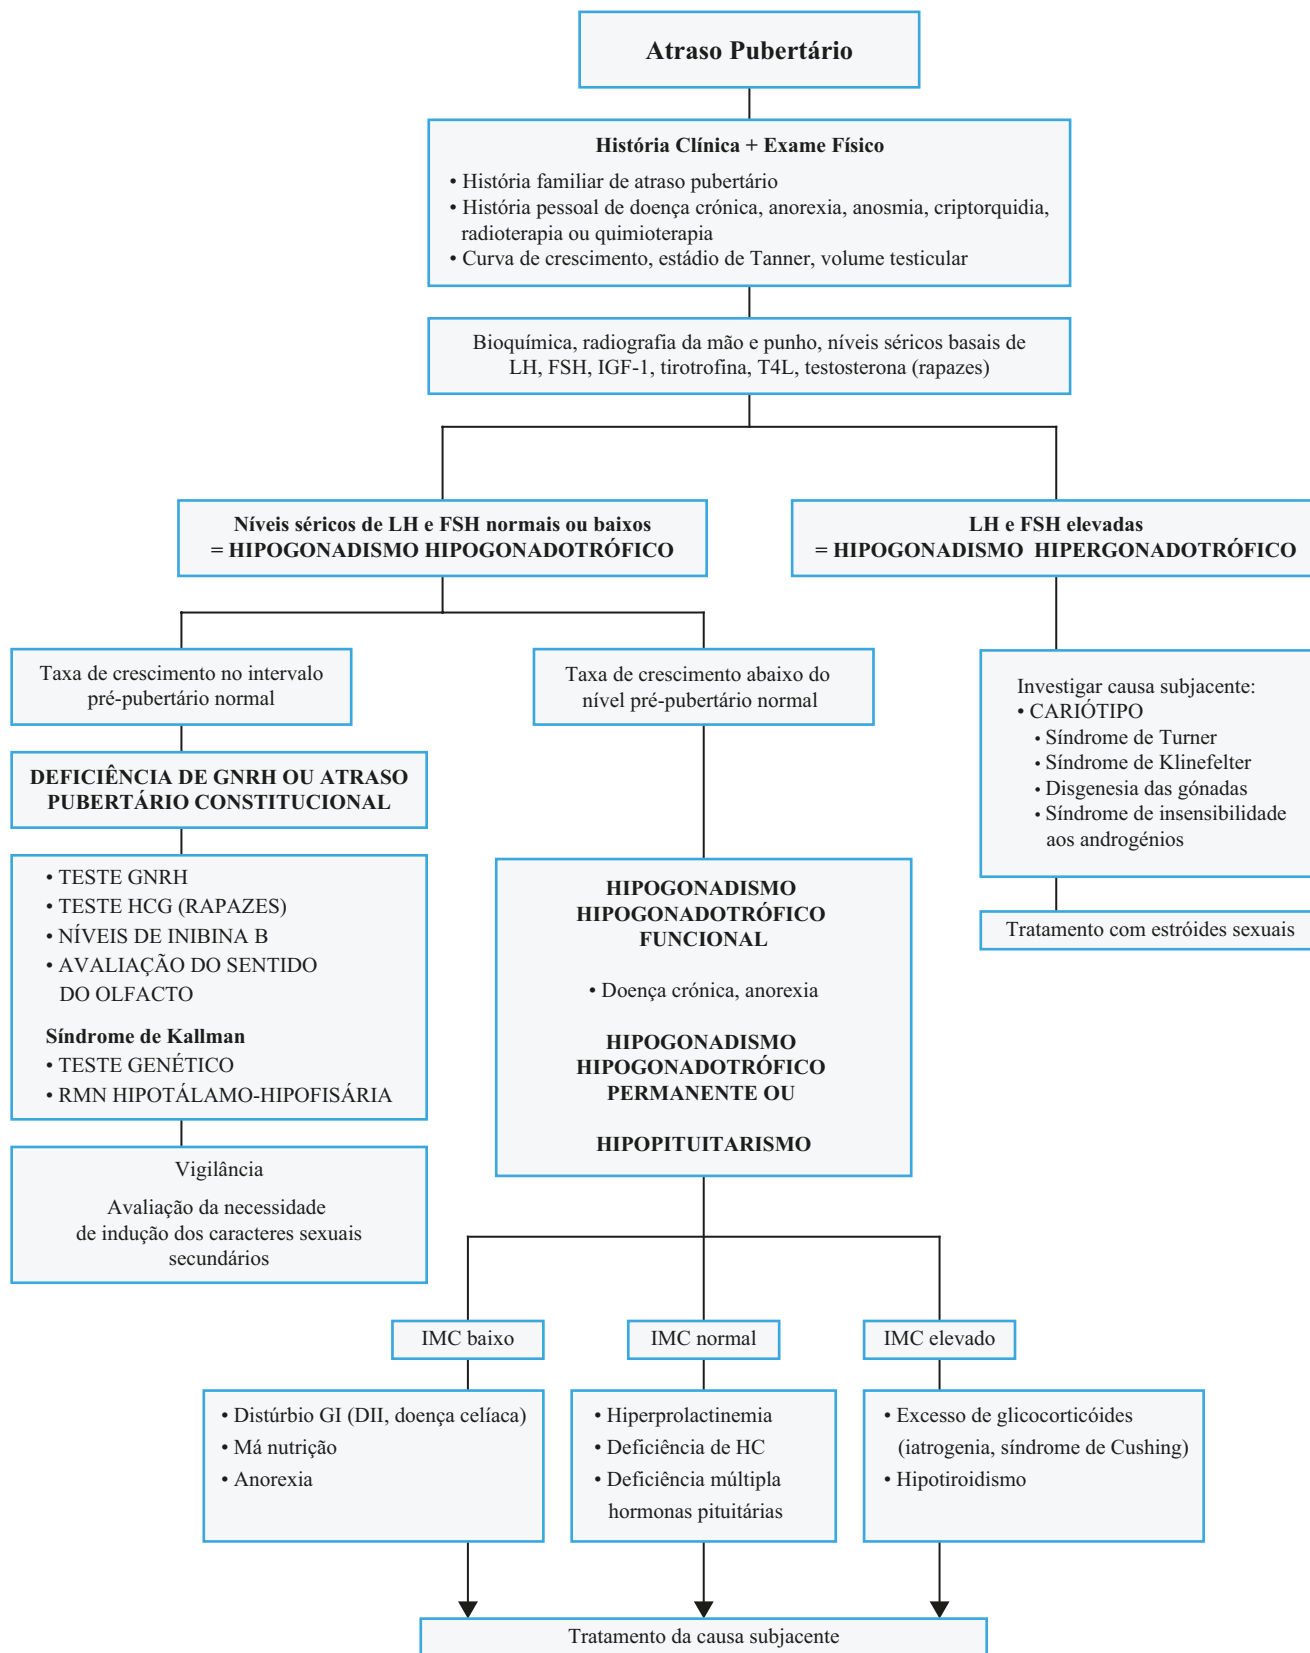 Atraso Pubertário
História Clínica + Exame Físico
• História familiar de atraso pubertário
• História pessoal de doença crónica, anorexia, anosmia, criptorquidia,
radioterapia ou quimioterapia
• Curva de crescimento, estádio de Tanner, volume testicular
Bioquímica, radiografia da mão e punho, níveis séricos basais de
LH, FSH, IGF-1, tirotrofina, T4L, testosterona (rapazes)
Níveis séricos de LH e FSH normais ou baixos
= HIPOGONADISMO HIPOGONADOTRÓFICO
LH e FSH elevadas
= HIPOGONADISMO HIPERGONADOTRÓFICO
Taxa de crescimento no intervalo
pré-pubertário normal
DEFICIÊNCIA DE GNRH OU ATRASO
PUBERTÁRIO CONSTITUCIONAL
• TESTE GNRH
• TESTE HCG (RAPAZES)
• NÍVEIS DE INIBINA B
• AVALIAÇÃO DO SENTIDO
DO OLFACTO
Síndrome de Kallman
• TESTE GENÉTICO
• RMN HIPOTÁLAMO-HIPOFISÁRIA
Vigilância
Avaliação da necessidade
de indução dos caracteres sexuais
secundários
Taxa de crescimento abaixo do
nível pré-pubertário normal
HIPOGONADISMO
HIPOGONADOTRÓFICO
FUNCIONAL
• Doença crónica, anorexia
HIPOGONADISMO
HIPOGONADOTRÓFICO
PERMANENTE OU
HIPOPITUITARISMO
Investigar causa subjacente:
• CARIÓTIPO
• Síndrome de Turner
• Síndrome de Klinefelter
• Disgenesia das gónadas
• Síndrome de insensibilidade
aos androgénios
Tratamento com estróides sexuais
IMC baixo
• Distúrbio GI (DII, doença celíaca)
• Má nutrição
• Anorexia
IMC normal
• Hiperprolactinemia
• Deficiência de HC
• Deficiência múltipla
hormonas pituitárias
IMC elevado
• Excesso de glicocorticóides
(iatrogenia, síndrome de Cushing)
• Hipotiroidismo
Tratamento da causa subjacente